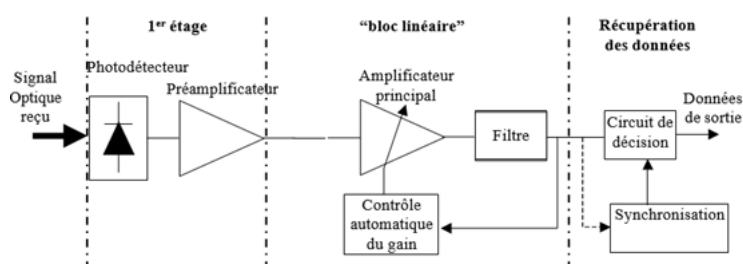 1er étage
“bloc linéaire”
Récupération
des données
Signal
Optique
reçu
Photodétecteur
Préamplificateur
Amplificateur
principal
Filtre
Contrôle
automatique
du gain
Circuit de
décision
Données
de sortie
Synchronisation